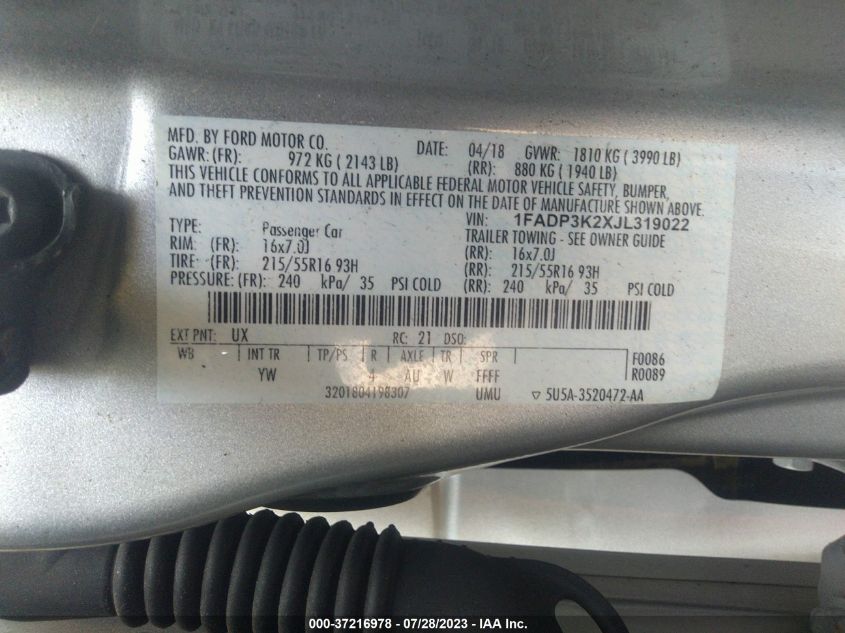 MFD. BY FORD MOTOR CO. DATE: 04/18 GVWR: 1810 KG ( 3990 LB)
GAWR: (FR): 972 KG ( 2143 LB) (RR): 880 KG ( 1940 LB)
THIS VEHICLE CONFORMS TO ALL APPLICABLE FEDERAL MOTOR VEHICLE SAFETY, BUMPER,
AND THEFT PREVENTION STANDARDS IN EFFECT ON THE DATE OF MANUFACTURE SHOWN ABOVE.
VIN: 1FADP3K2XJL319022
TYPE: Passenger Car TRAILER TOWING - SEE OWNER GUIDE
RIM (FR): 16x7.0J (RR): 16x7.0J
TIRE: (FR): 215/55R16 93H (RR): 215/55R16 93H
PRESSURE: (FR): 240 kPa/ 35 PSI COLD (RR): 240 kPa/ 35 PSI COLD
EXT PNT: UX RC: 21 DSO:
WB INT TR TP/PS R AXLE TR SPR F0086
YW 4 AU W FFFF R0089
3201804198307 UMU ▽ 5U5A-3520472-AA
000-37216978 / 07/28/2023 / IAA Inc.